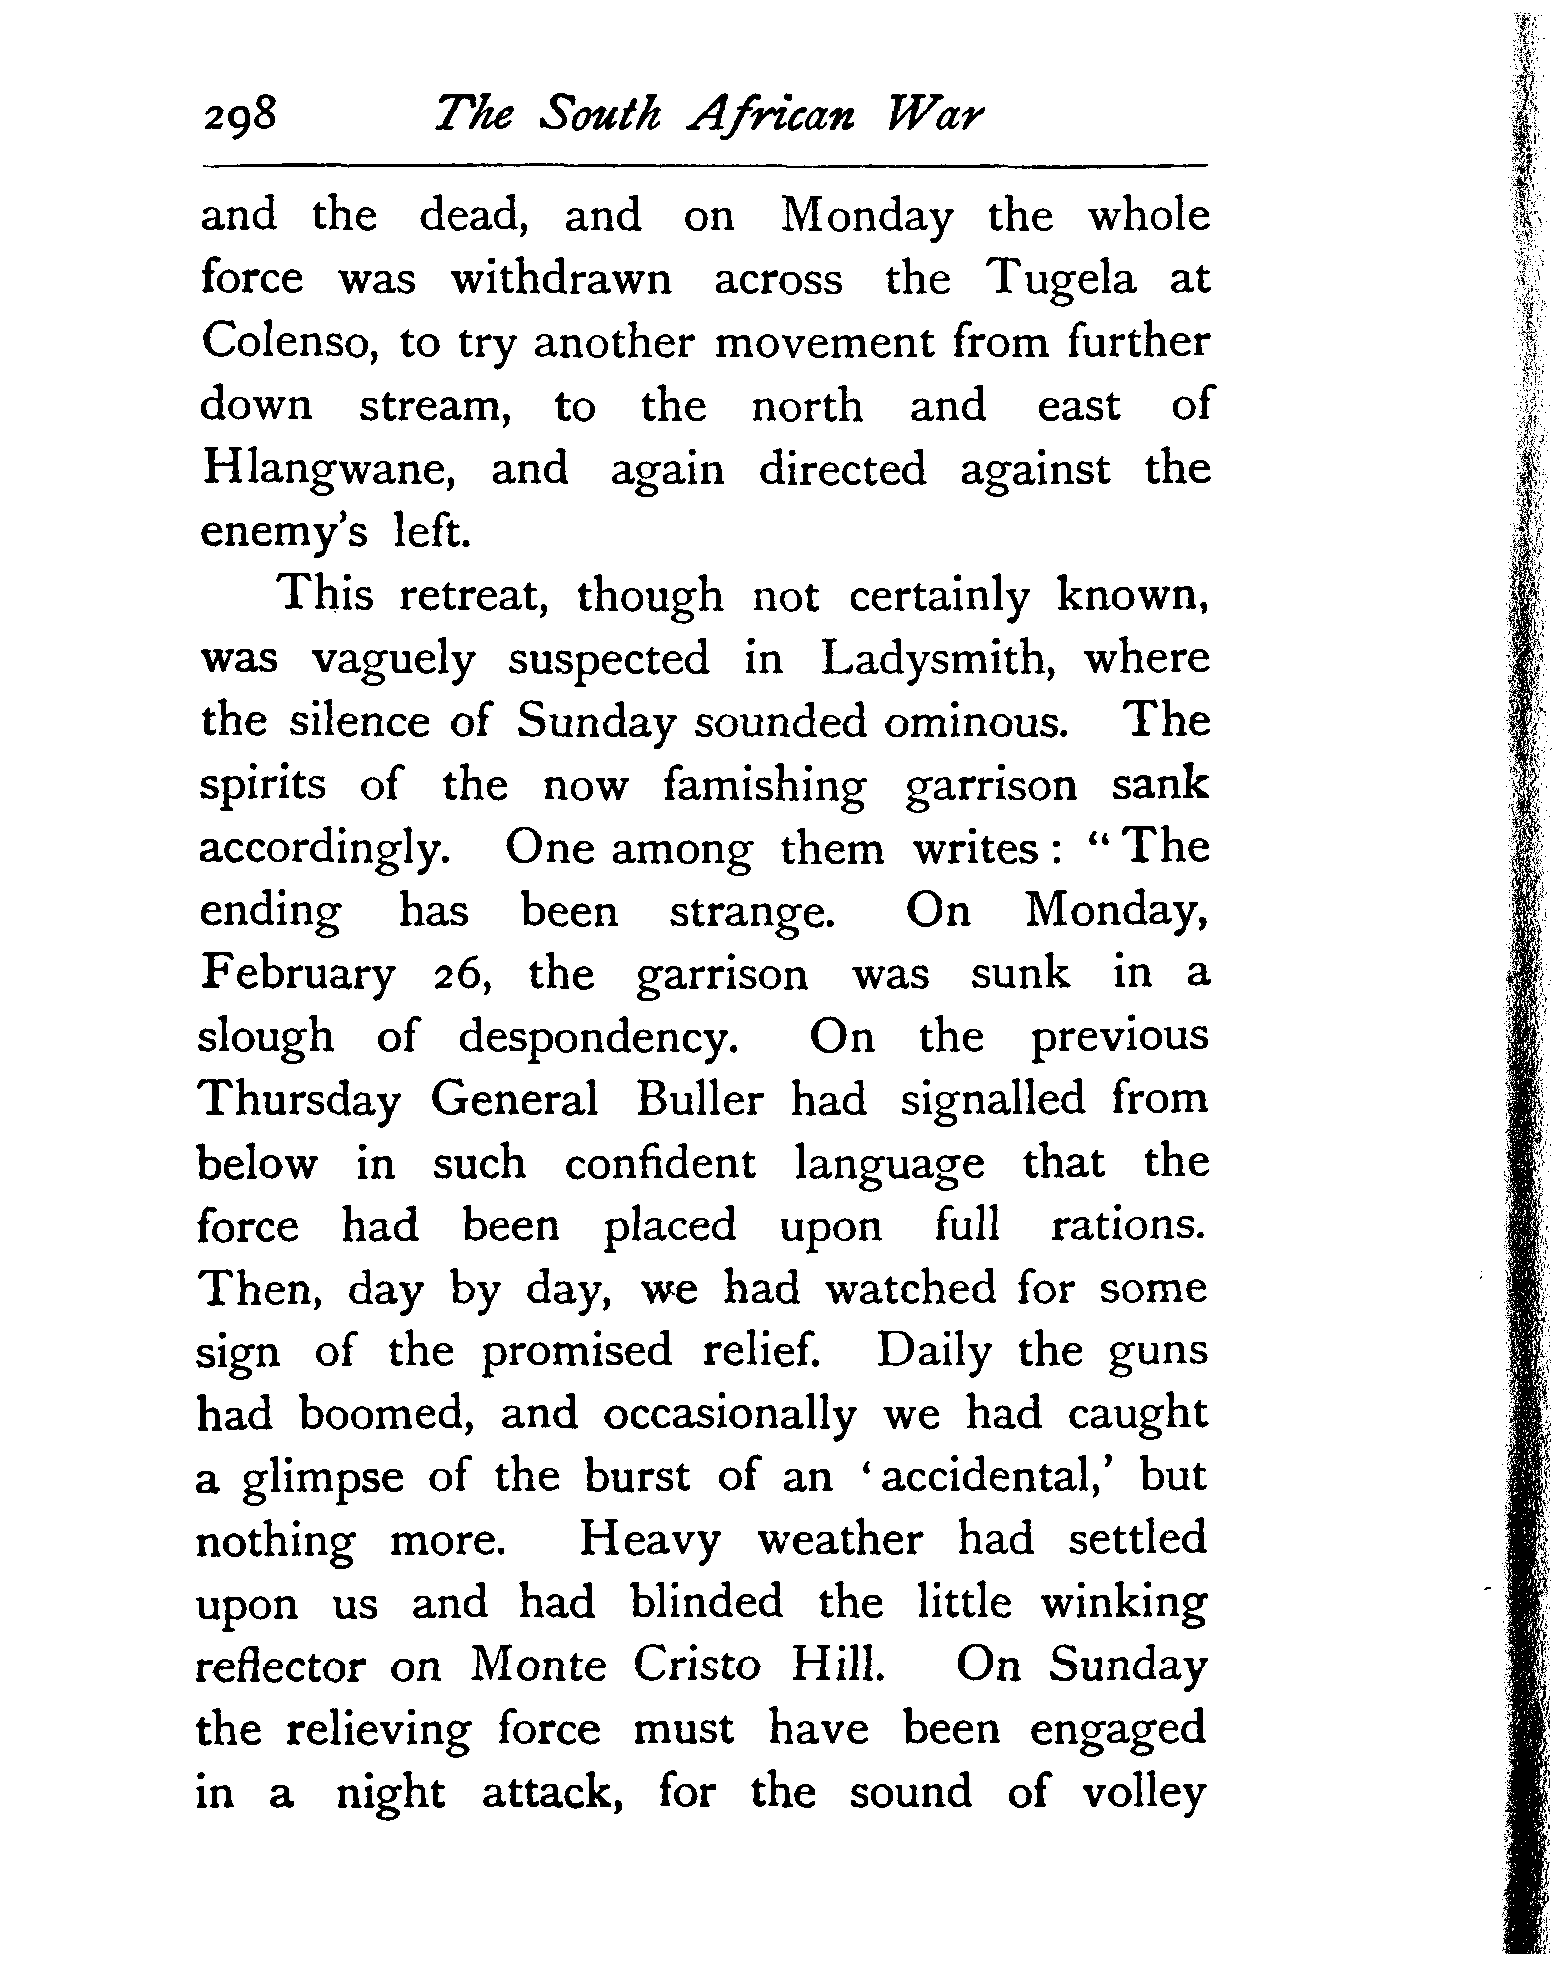 298 The South African War
and the dead, and on Monday the whole
force was withdrawn across the Tugela at
Colenso, to try another movement from further
down stream, to the north and east of
Hlangwane, and again directed against the
enemy's left.
This retreat, though not certainly known,
was vaguely suspected in Ladysmith, where
the silence of Sunday sounded ominous. The
spirits of the now famishing garrison sank
accordingly. One among them writes: "The
ending has been strange. On Monday,
February 26, the garrison was sunk in a
slough of despondency. On the previous
Thursday General Buller had signalled from
below in such confident language that the
force had been placed upon full rations.
Then, day by day, we had watched for some
sign of the promised relief. Daily the guns
had boomed, and occasionally we had caught
a glimpse of the burst of an 'accidental,' but
nothing more. Heavy weather had settled
upon us and had blinded the little winking
reflector on Monte Cristo Hill. On Sunday
the relieving force must have been engaged
in a night attack, for the sound of volley